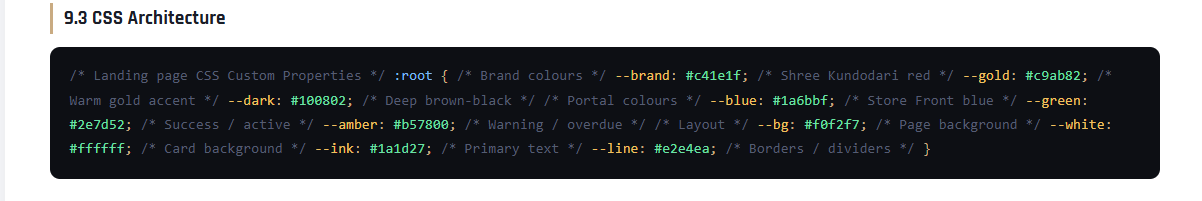 9.3 CSS Architecture
/* Landing page CSS Custom Properties */ :root { /* Brand colours */ --brand: #c41e1f; /* Shree Kundodari red */ --gold: #c9ab82; /*
Warm gold accent */ --dark: #100802; /* Deep brown-black */ /* Portal colours */ --blue: #1a6bbf; /* Store Front blue */ --green:
#2e7d52; /* Success / active */ --amber: #b57800; /* Warning / overdue */ /* Layout */ --bg: #f0f2f7; /* Page background */ --white:
#ffffff; /* Card background */ --ink: #1a1d27; /* Primary text */ --line: #e2e4ea; /* Borders / dividers */ }